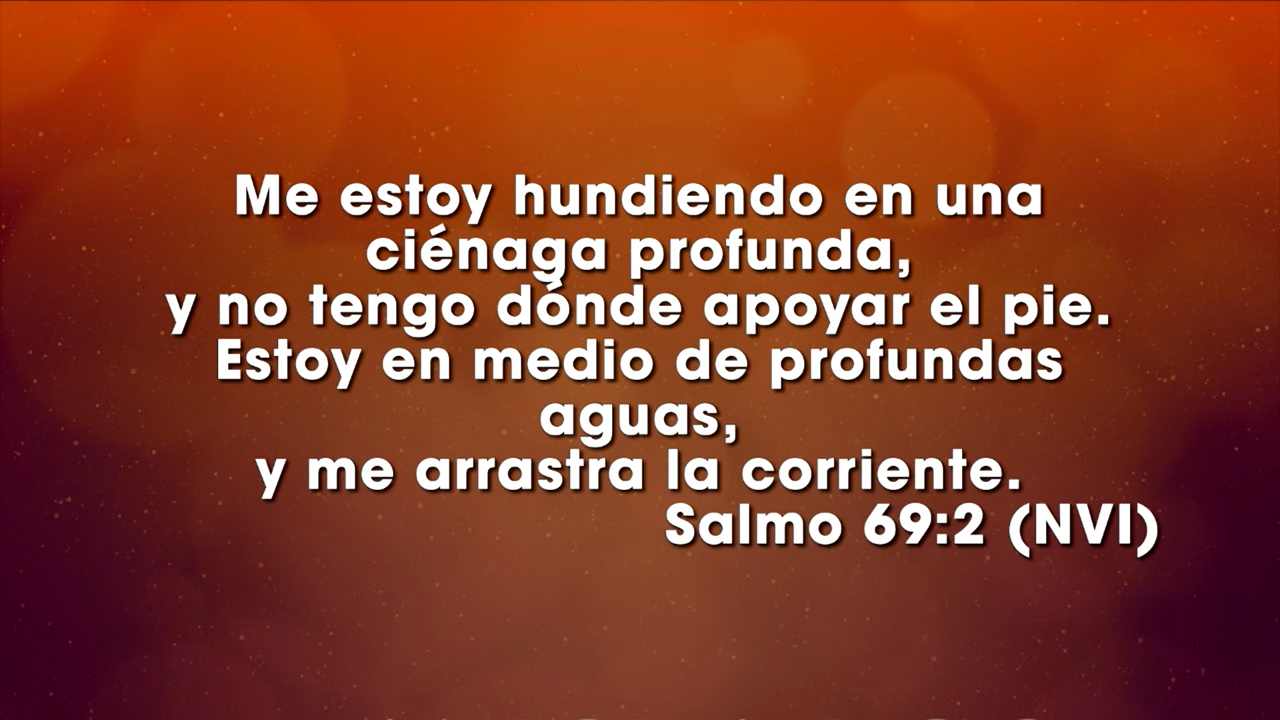 Me estoy hundiendo en una
ciénaga profunda,
y no tengo dónde apoyar el pie.
Estoy en medio de profundas
aguas,
y me arrastra la corriente.
Salmo 69:2 (NVI)